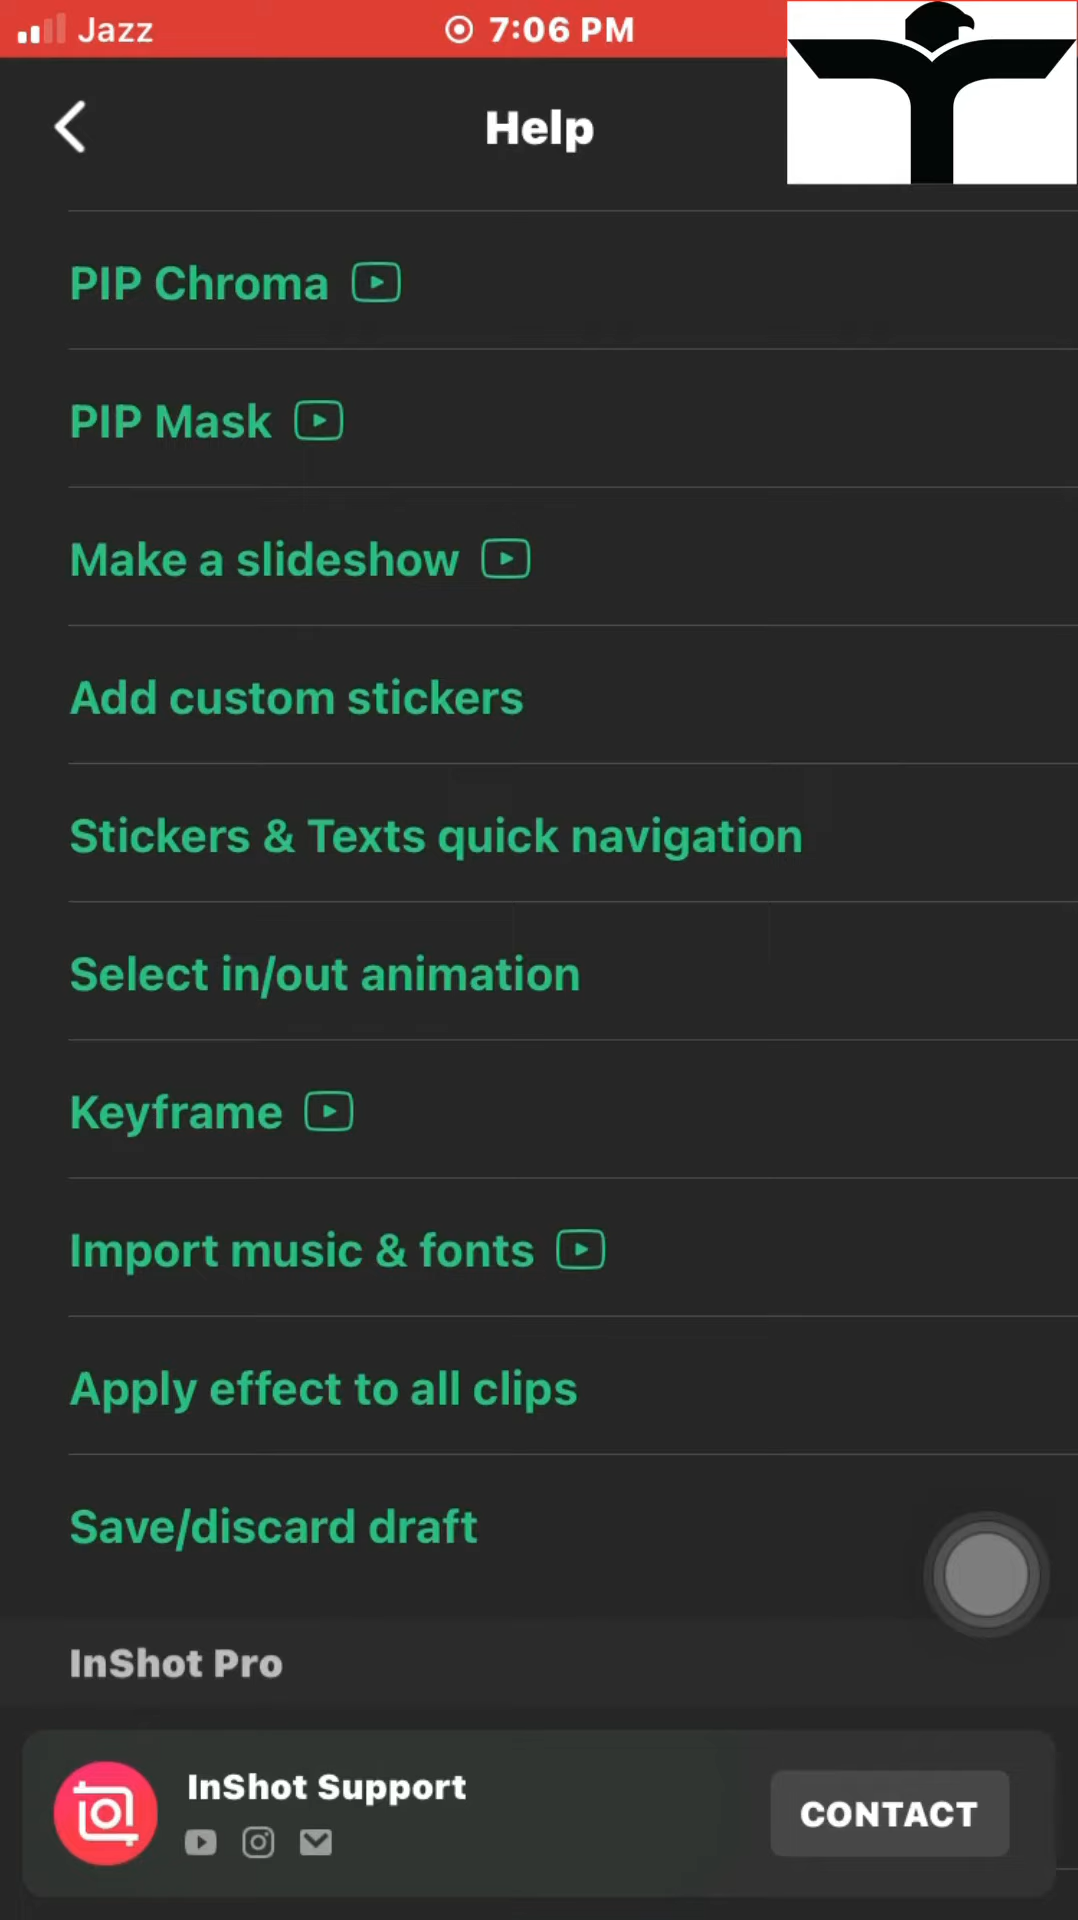 Jazz
7:06 PM
Help
PIP Chroma
PIP Mask
Make a slideshow
Add custom stickers
Stickers & Texts quick navigation
Select in/out animation
Keyframe
Import music & fonts
Apply effect to all clips
Save/discard draft
InShot Pro
InShot Support
CONTACT